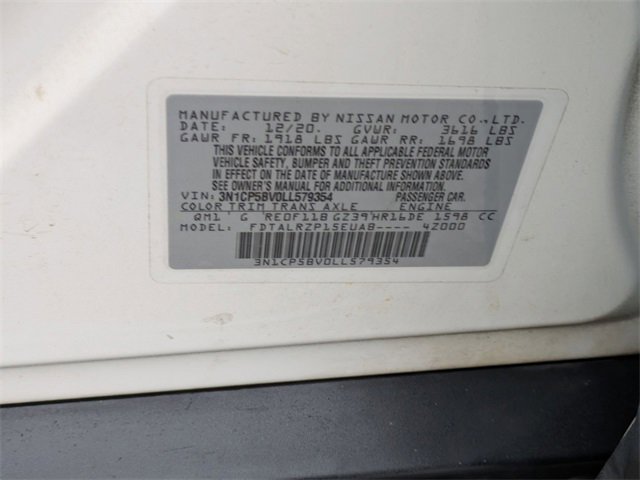 MANUFACTURED BY NISSAN MOTOR CO.,LTD.
DATE: 12/20. GVWR: 3616 LBS
GAWR FR: 1918 LBS GAWR RR: 1698 LBS
THIS VEHICLE CONFORMS TO ALL APPLICABLE FEDERAL MOTOR
VEHICLE SAFETY, BUMPER AND THEFT PREVENTION STANDARDS
IN EFFECT ON THE DATE OF MANUFACTURE SHOWN ABOVE.
SEE OWNER'S MANUAL FOR ADDITIONAL INFORMATION
VIN: 3N1CP5BV0LL579354 PASSENGER CAR.
COLOR TRIM TRANS AXLE ENGINE
QM1 G RE0F11B GZ39 HR16DE 1598 CC
MODEL: FDTALRZP15EUAB---- 4Z000
3N1CP5BV0LL579354